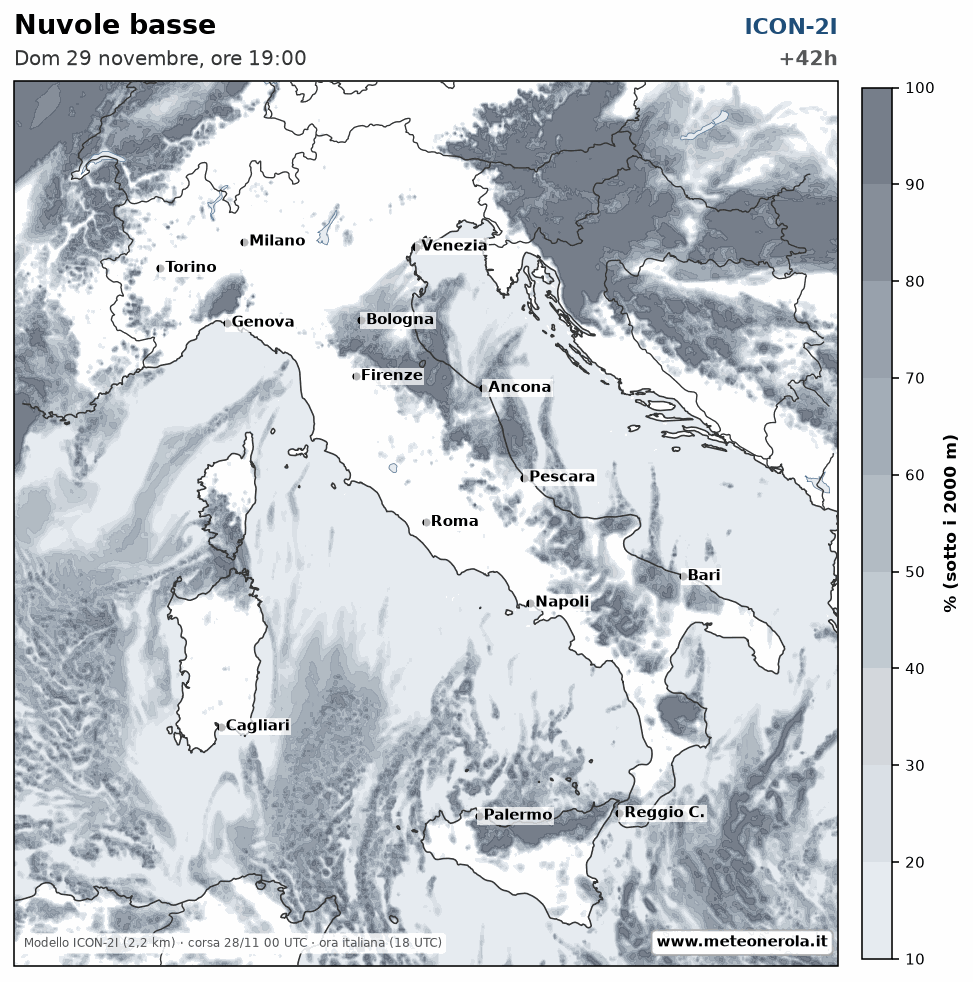 Nuvole basse
ICON-2I
Dom 29 novembre, ore 19:00
+42h
Milano
Venezia
Torino
Genova
Bologna
Firenze
Ancona
Pescara
Roma
Bari
Napoli
Cagliari
Palermo
Reggio C.
Modello ICON-2I (2,2 km) · corsa 28/11 00 UTC · ora italiana (18 UTC)
www.meteonerola.it
100
90
80
70
60
50
40
30
20
10
% (sotto i 2000 m)